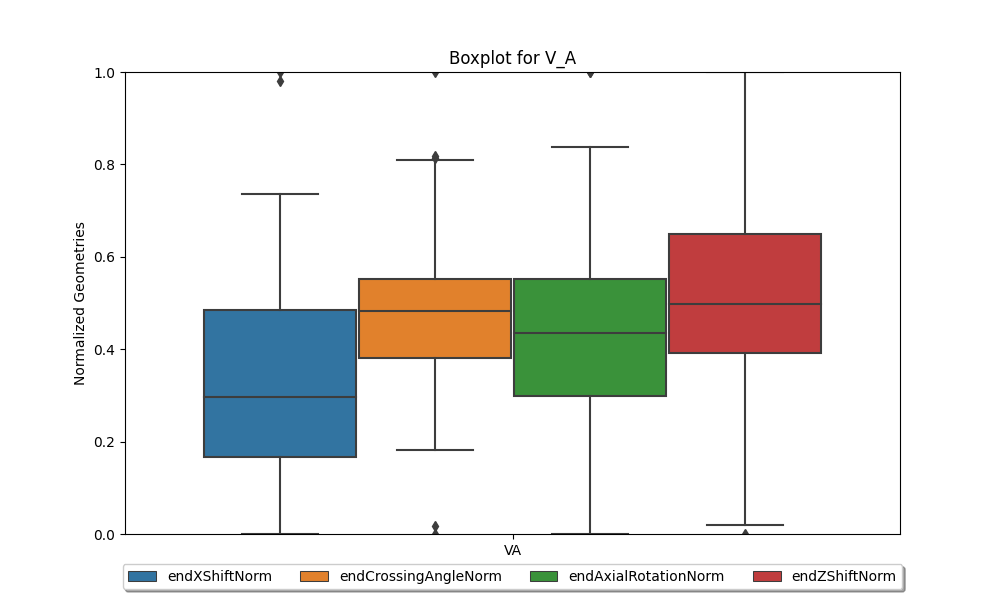 Boxplot for V_A
1.0
0.8
0.6
0.4
0.2
0.0
Normalized Geometries
VA
endXShiftNorm endCrossingAngleNorm endAxialRotationNorm endZShiftNorm